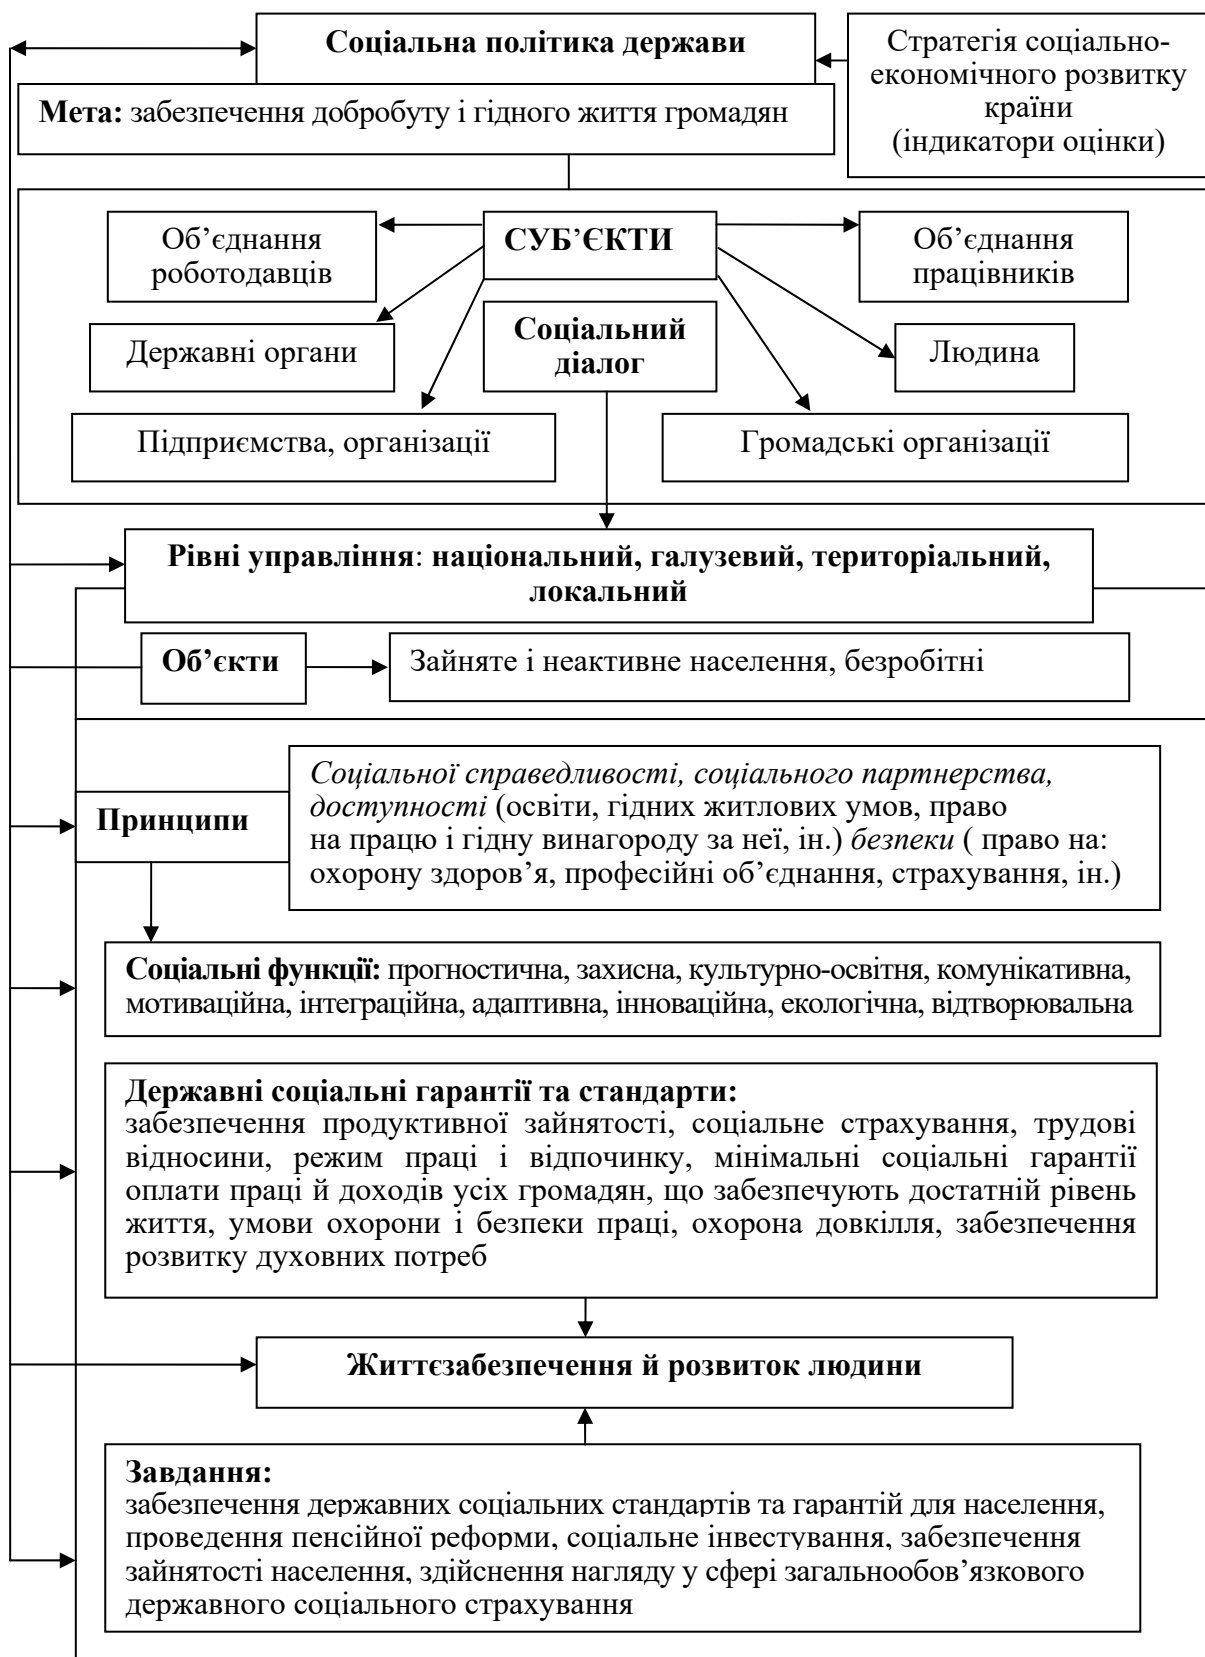 Соціальна політика держави
Стратегія соціально-
економічного розвитку
країни
(індикатори оцінки)
Мета: забезпечення добробуту і гідного життя громадян
СУБ’ЄКТИ
Об’єднання
роботодавців
Об’єднання
працівників
Соціальний
діалог
Державні органи
Людина
Підприємства, організації
Громадські організації
Рівні управління: національний, галузевий, територіальний,
локальний
Об’єкти
Зайняте і неактивне населення, безробітні
Принципи
Соціальної справедливості, соціального партнерства,
доступності (освіти, гідних житлових умов, право
на працю і гідну винагороду за неї, ін.) безпеки ( право на:
охорону здоров’я, професійні об’єднання, страхування, ін.)
Соціальні функції: прогностична, захисна, культурно-освітня, комунікативна,
мотиваційна, інтеграційна, адаптивна, інноваційна, екологічна, відтворювальна
Державні соціальні гарантії та стандарти:
забезпечення продуктивної зайнятості, соціальне страхування, трудові
відносини, режим праці і відпочинку, мінімальні соціальні гарантії
оплати праці й доходів усіх громадян, що забезпечують достатній рівень
життя, умови охорони і безпеки праці, охорона довкілля, забезпечення
розвитку духовних потреб
Життєзабезпечення й розвиток людини
Завдання:
забезпечення державних соціальних стандартів та гарантій для населення,
проведення пенсійної реформи, соціальне інвестування, забезпечення
зайнятості населення, здійснення нагляду у сфері загальнообов’язкового
державного соціального страхування